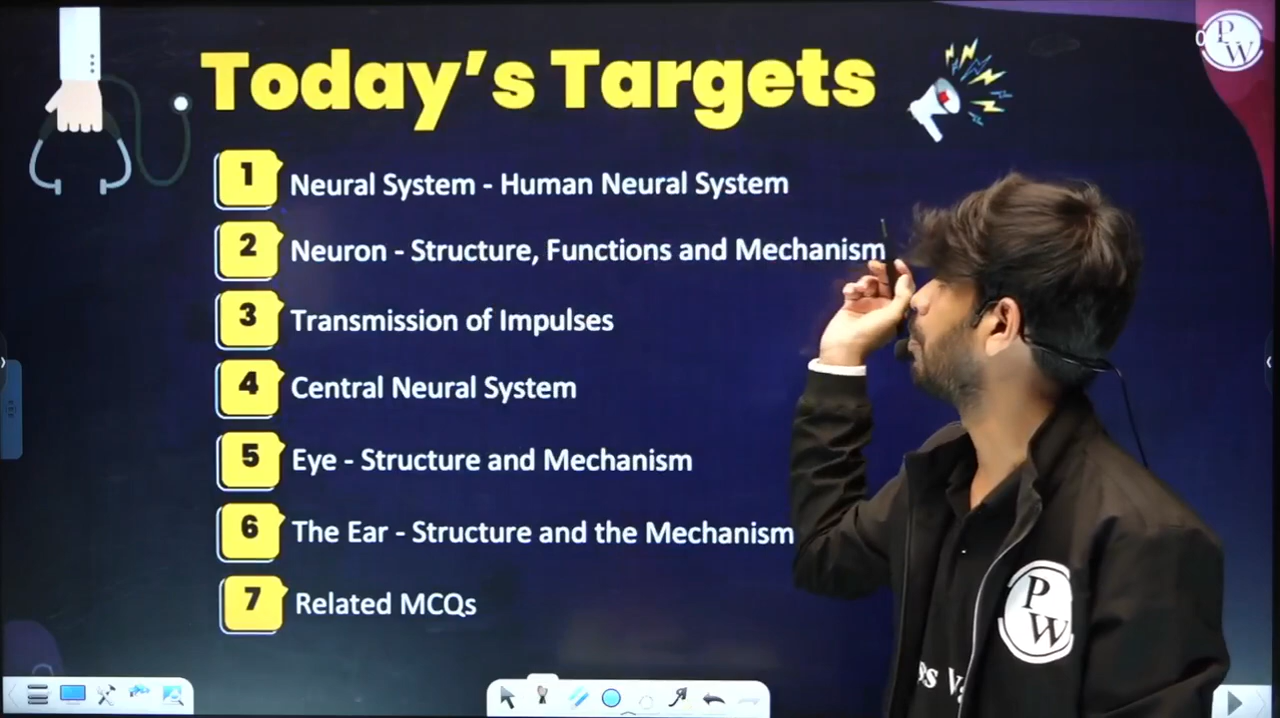 Today's Targets
PW
1 Neural System - Human Neural System
2 Neuron - Structure, Functions and Mechanism
3 Transmission of Impulses
4 Central Neural System
5 Eye - Structure and Mechanism
6 The Ear - Structure and the Mechanism
7 Related MCQs
PW